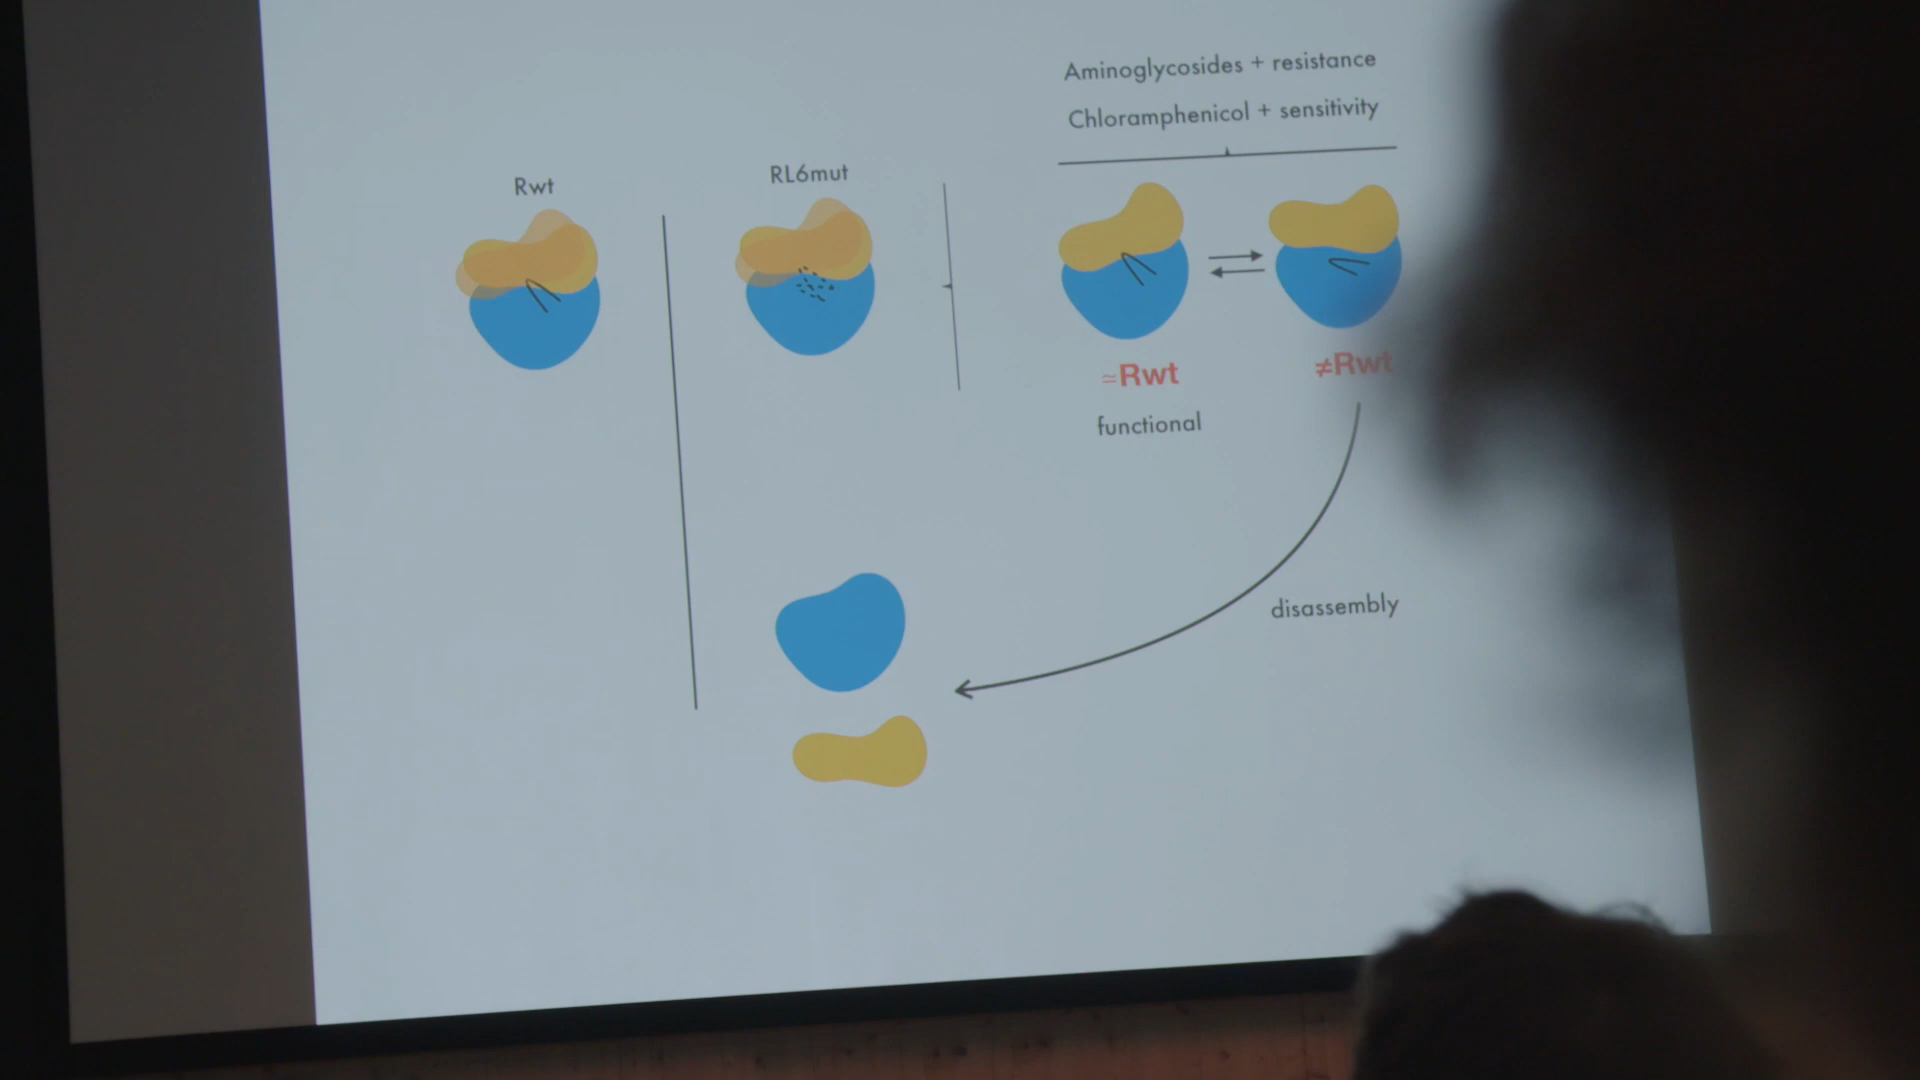 Aminoglycosides + resistance
Chloramphenicol + sensitivity
Rwt
RL6mut
≃Rwt
≠Rwt
functional
disassembly